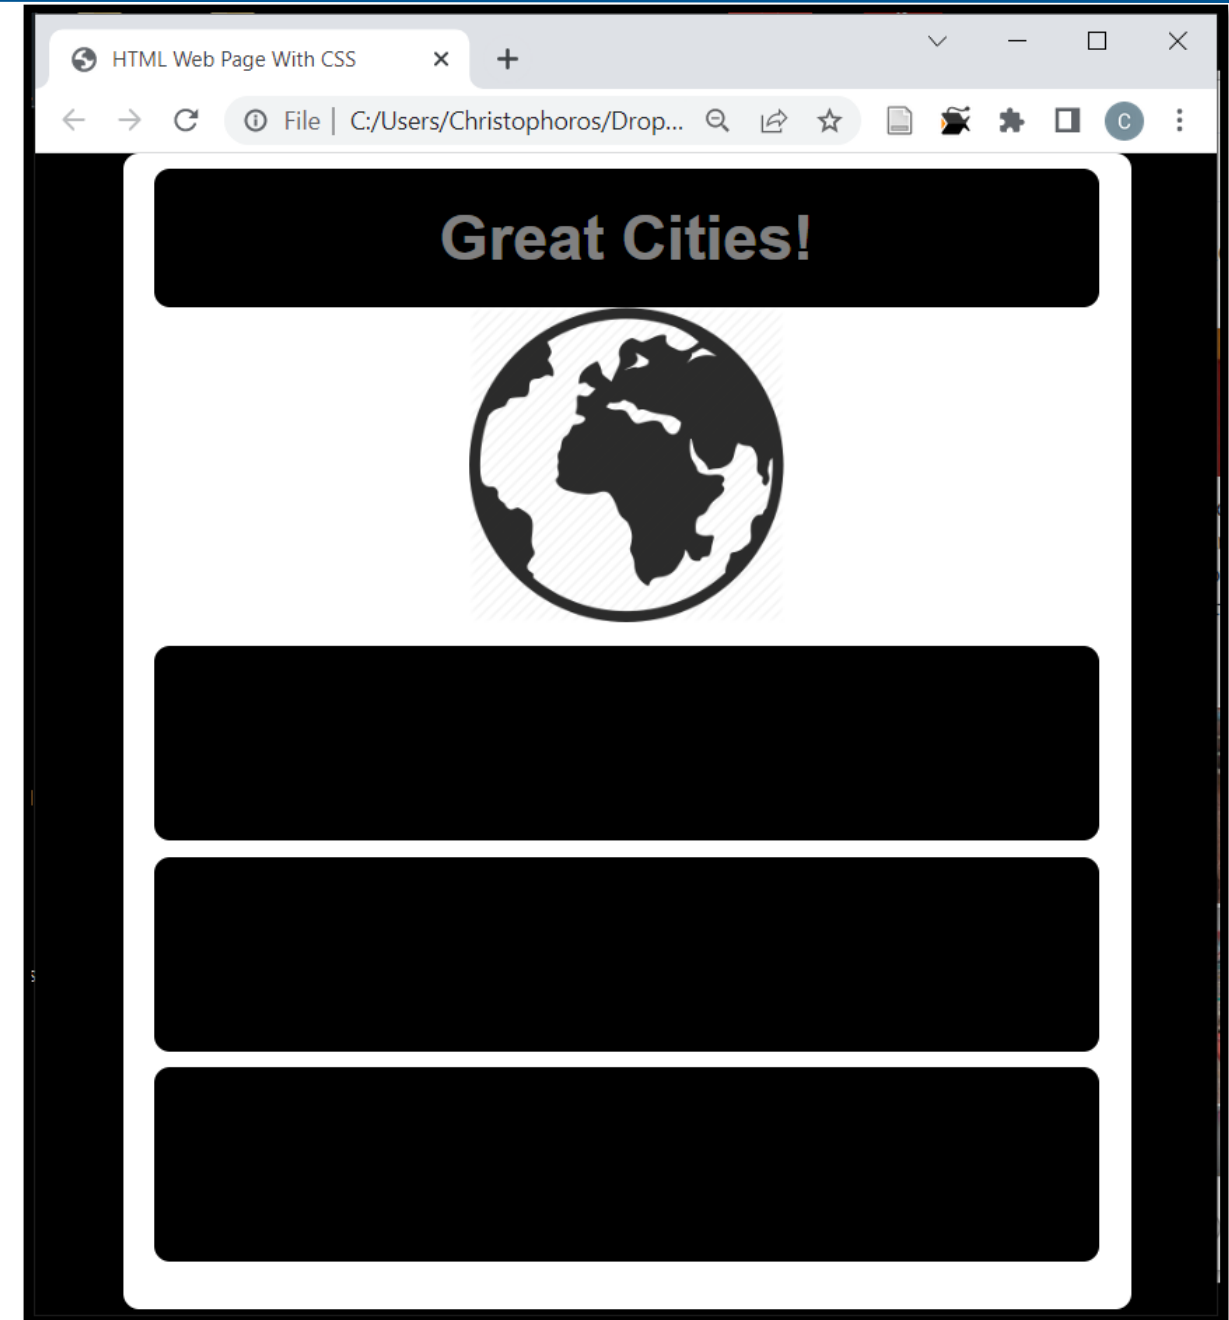 HTML Web Page With CSS
File | C:/Users/Christophoros/Drop...
C
Great Cities!